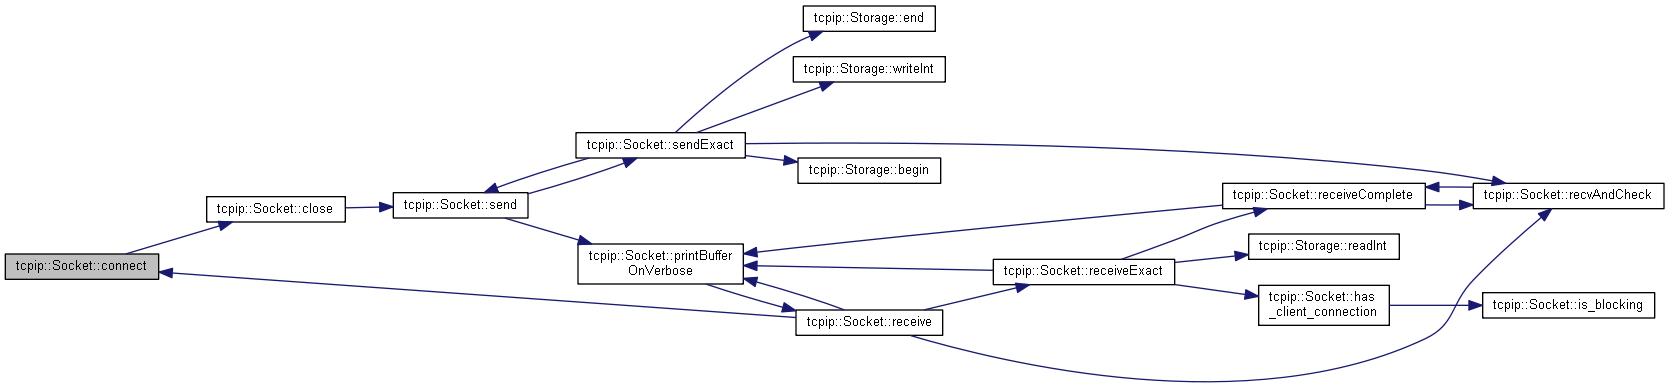 tcpip::Storage::end
tcpip::Storage::writeInt
tcpip::Socket::sendExact
tcpip::Storage::begin
tcpip::Socket::receiveComplete
tcpip::Socket::recvAndCheck
tcpip::Socket::close
tcpip::Socket::send
tcpip::Storage::readInt
tcpip::Socket::printBuffer
OnVerbose
tcpip::Socket::connect
tcpip::Socket::receiveExact
tcpip::Socket::has
_client_connection
tcpip::Socket::is_blocking
tcpip::Socket::receive